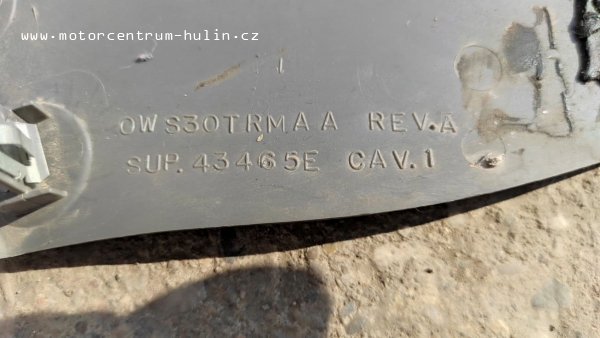 www.motorcentrum-hulin.cz
0WS30TRMAA REV.A
SUP. 43465E CAV.1